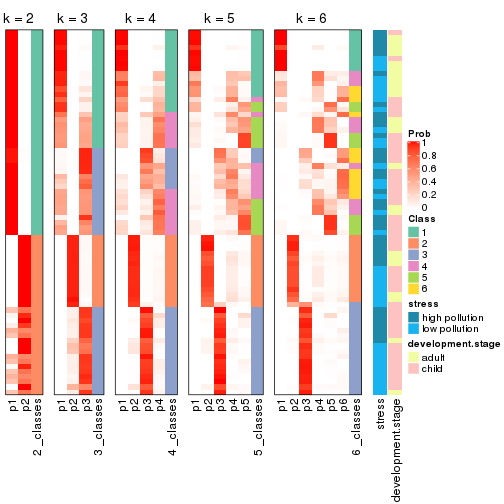 k = 2
k = 3
k = 4
k = 5
k = 6
p1
p2
2_classes
p1
p2
p3
3_classes
p1
p2
p3
p4
4_classes
p1
p2
p3
p4
p5
5_classes
p1
p2
p3
p4
p5
p6
6_classes
stress
development.stage
Prob
1
0.8
0.6
0.4
0.2
0
Class
1
2
3
4
5
6
stress
high pollution
low pollution
development.stage
adult
child